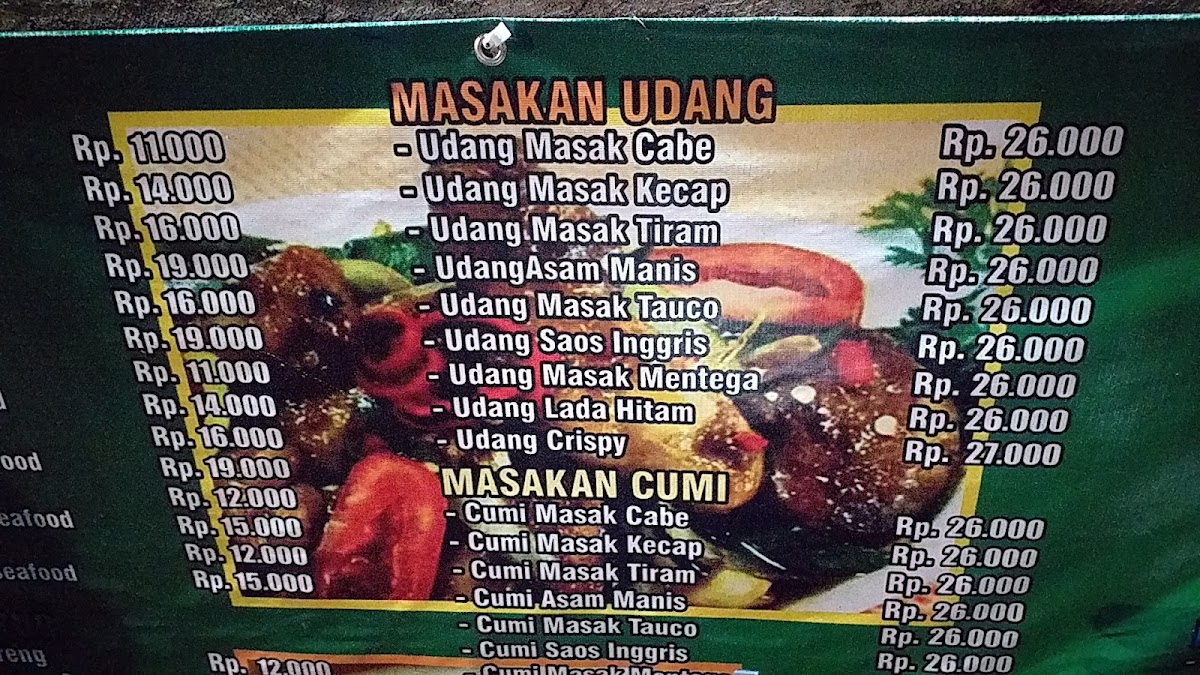 MASAKAN UDANG
Rp. 11.000 - Udang Masak Cabe Rp. 26.000
Rp. 14.000 - Udang Masak Kecap Rp. 26.000
Rp. 16.000 - Udang Masak Tiram Rp. 26.000
Rp. 19.000 - UdangAsam Manis Rp. 26.000
Rp. 16.000 - Udang Masak Tauco Rp. 26.000
Rp. 19.000 - Udang Saos Inggris Rp. 26.000
Rp. 11.000 - Udang Masak Mentega Rp. 26.000
Rp. 14.000 - Udang Lada Hitam Rp. 26.000
Rp. 16.000 - Udang Crispy Rp. 27.000
ood Rp. 19.000 MASAKAN CUMI
Rp. 12.000 - Cumi Masak Cabe Rp. 26.000
eafood Rp. 15.000 - Cumi Masak Kecap Rp. 26.000
Rp. 12.000 - Cumi Masak Tiram Rp. 26.000
eafood Rp. 15.000 - Cumi Asam Manis Rp. 26.000
- Cumi Masak Tauco Rp. 26.000
reng - Cumi Saos Inggris Rp. 26.000
Rp. 12.000 - Cumi Masak Mentega